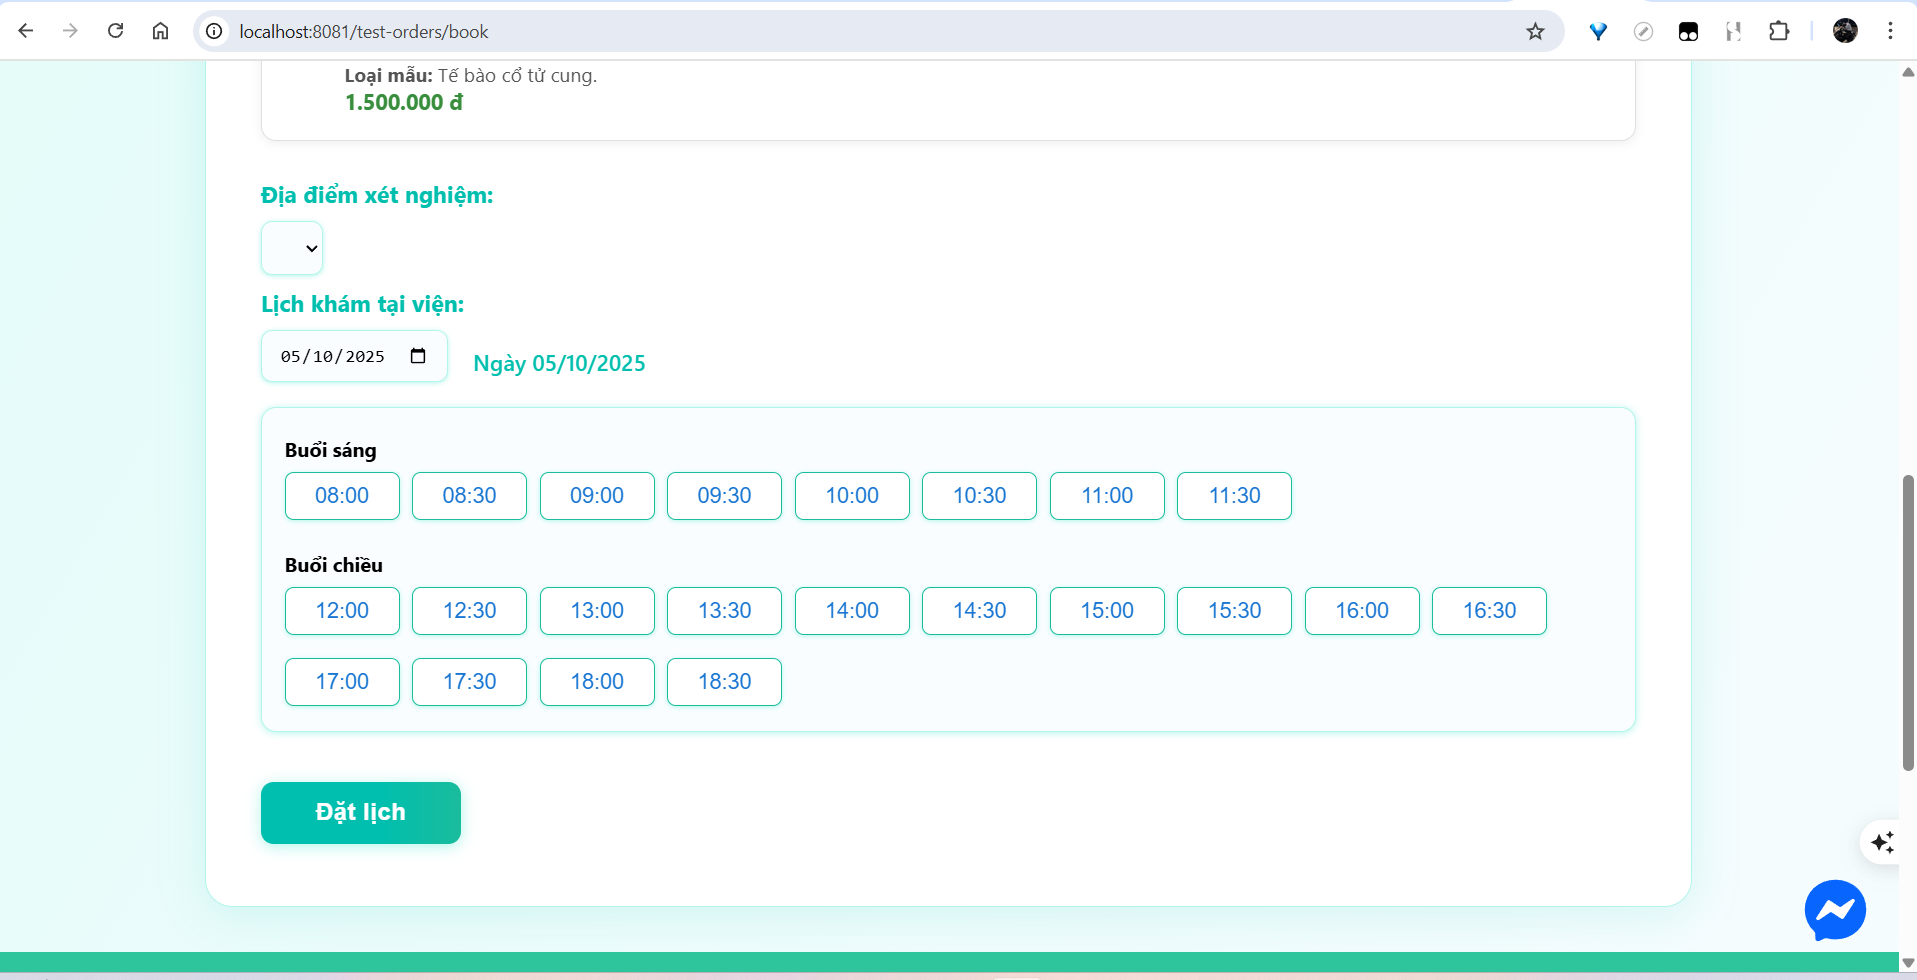 localhost:8081/test-orders/book
Loại mẫu: Tế bào cổ tử cung.
1.500.000 đ
Địa điểm xét nghiệm:
Lịch khám tại viện:
05/10/2025
Ngày 05/10/2025
Buổi sáng
08:00 08:30 09:00 09:30 10:00 10:30 11:00 11:30
Buổi chiều
12:00 12:30 13:00 13:30 14:00 14:30 15:00 15:30 16:00 16:30
17:00 17:30 18:00 18:30
Đặt lịch